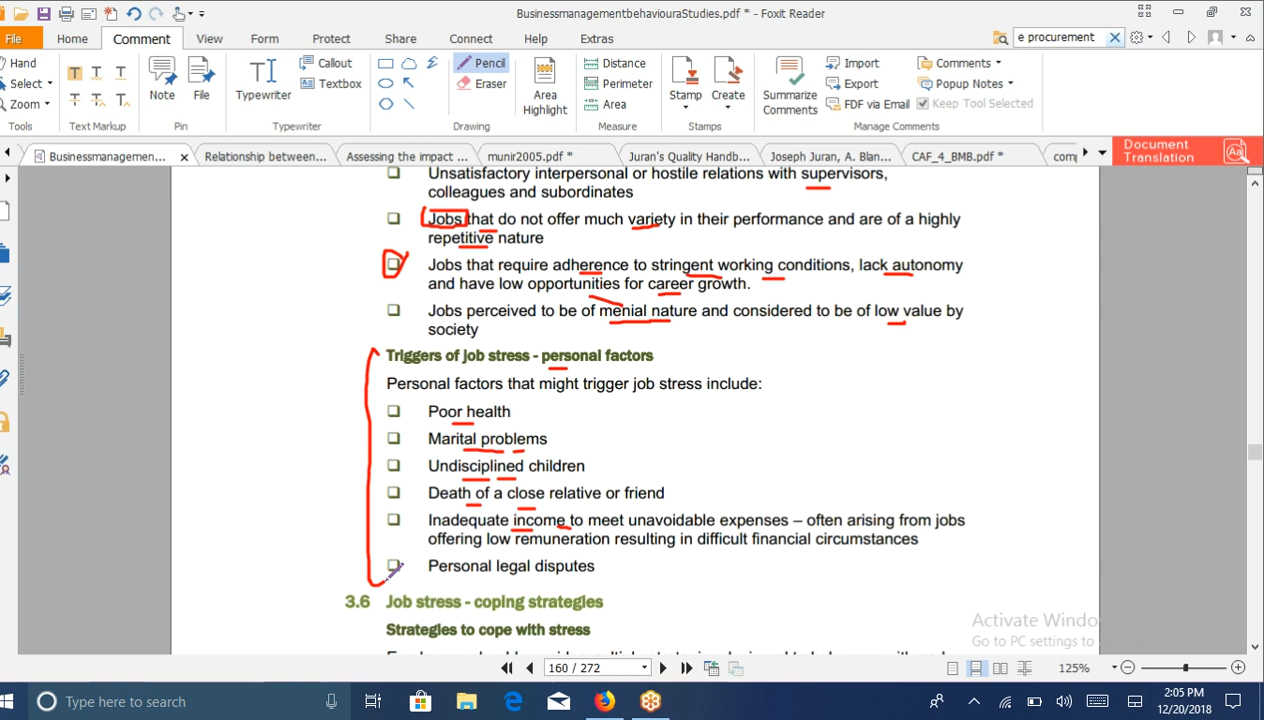 BusinessmanagementbehaviouraStudies.pdf * - Foxit Reader
File Home Comment View Form Protect Share Connect Help Extras
e procurement
Hand
Select
Zoom
Tools
Text Markup
Note
File
Pin
Typewriter
Callout
Textbox
Typewriter
Pencil
Eraser
Area
Highlight
Drawing
Distance
Perimeter
Area
Measure
Stamp
Create
Stamps
Summarize
Comments
Import
Export
FDF via Email
Comments
Popup Notes
Keep Tool Selected
Manage Comments
Businessmanagemen...
Relationship between...
Assessing the impact ...
munir2005.pdf *
Juran's Quality Handb...
Joseph Juran, A. Blan...
CAF_4_BMB.pdf *
Document
Translation
Unsatisfactory interpersonal or hostile relations with supervisors,
colleagues and subordinates
Jobs that do not offer much variety in their performance and are of a highly
repetitive nature
Jobs that require adherence to stringent working conditions, lack autonomy
and have low opportunities for career growth.
Jobs perceived to be of menial nature and considered to be of low value by
society
Triggers of job stress - personal factors
Personal factors that might trigger job stress include:
Poor health
Marital problems
Undisciplined children
Death of a close relative or friend
Inadequate income to meet unavoidable expenses – often arising from jobs
offering low remuneration resulting in difficult financial circumstances
Personal legal disputes
3.6 Job stress - coping strategies
Strategies to cope with stress
Activate Windo
Go to PC settings to
160 / 272
125%
Type here to search
2:05 PM
12/20/2018